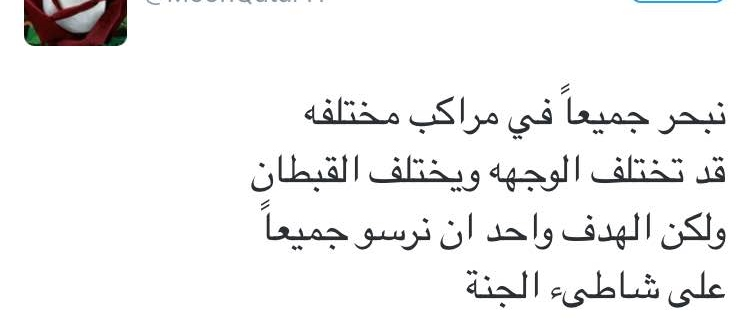 نبحر جميعاً في مراكب مختلفه
قد تختلف الوجهه ويختلف القبطان
ولكن الهدف واحد ان نرسو جميعاً
على شاطىء الجنة